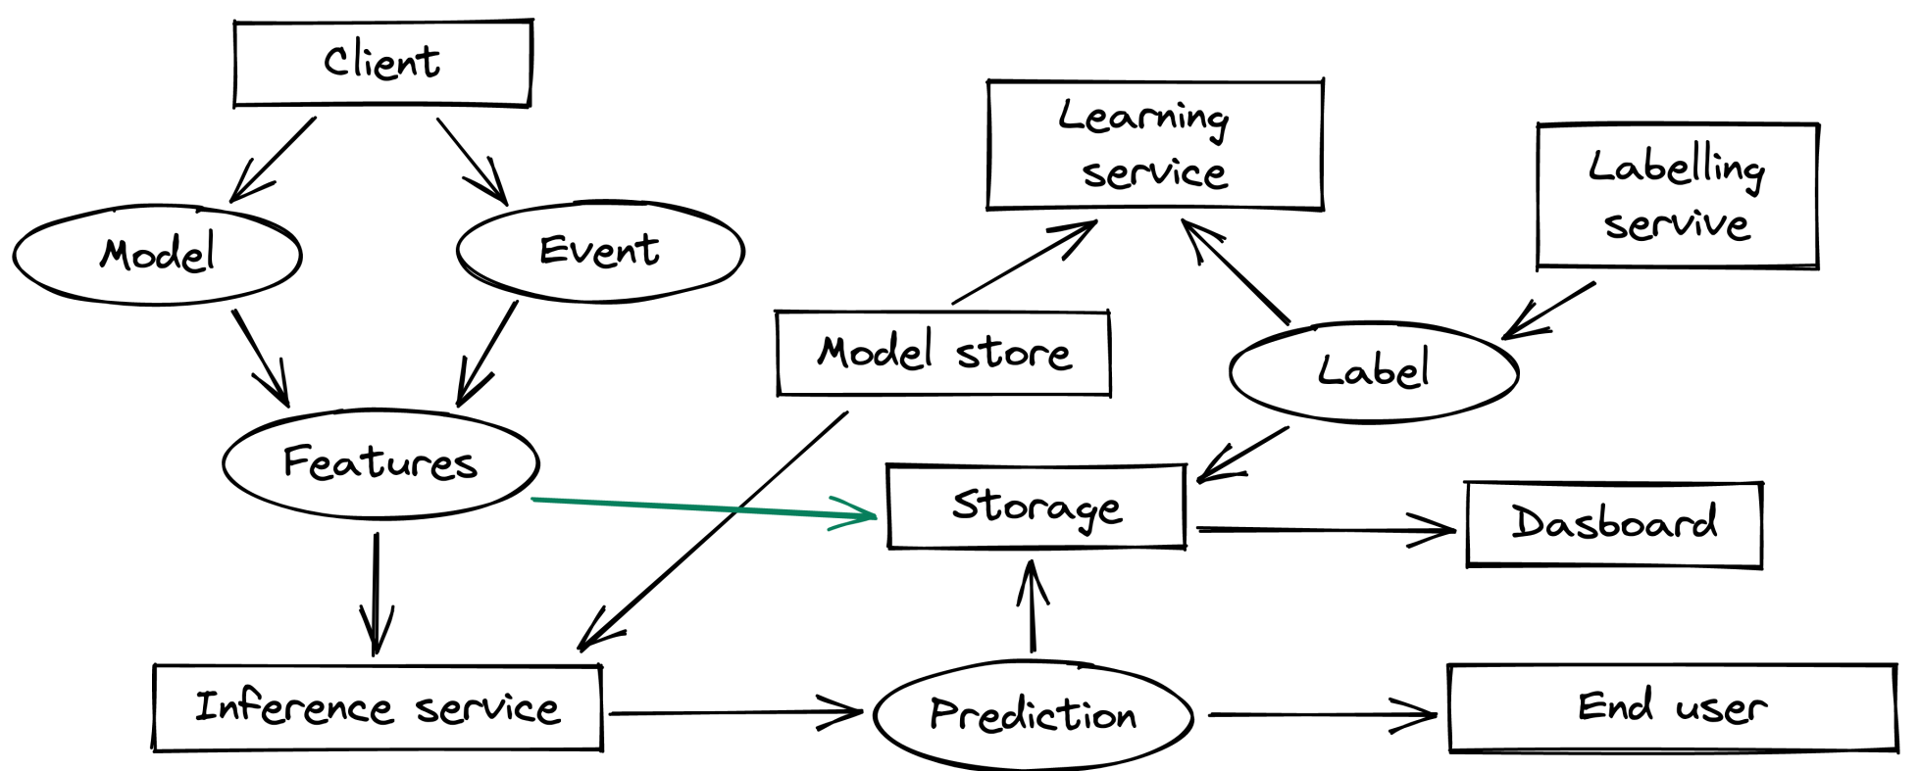 Client
Learning
service
Labelling
servive
Model
Event
Model store
Label
Features
Storage
Dasboard
Inference service
Prediction
End user